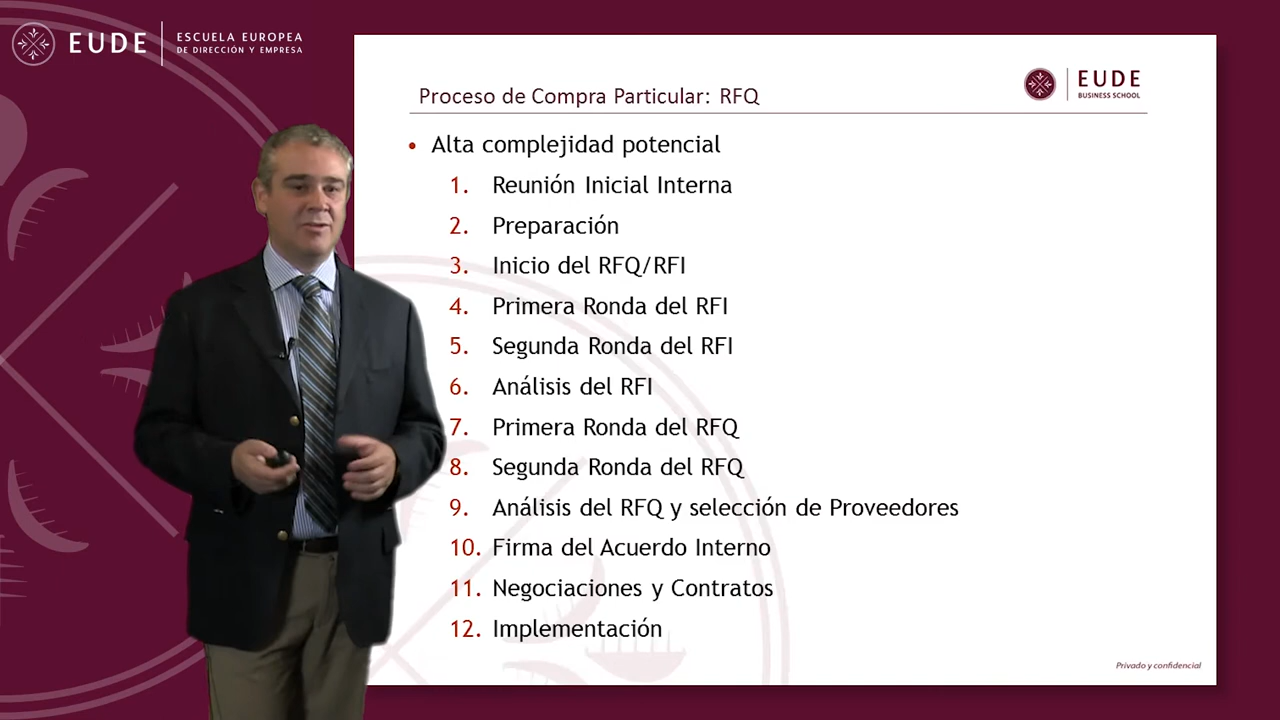 EUDE
ESCUELA EUROPEA
DE DIRECCIÓN Y EMPRESA
Proceso de Compra Particular: RFQ
EUDE
BUSINESS SCHOOL
• Alta complejidad potencial
1. Reunión Inicial Interna
2. Preparación
3. Inicio del RFQ/RFI
4. Primera Ronda del RFI
5. Segunda Ronda del RFI
6. Análisis del RFI
7. Primera Ronda del RFQ
8. Segunda Ronda del RFQ
9. Análisis del RFQ y selección de Proveedores
10. Firma del Acuerdo Interno
11. Negociaciones y Contratos
12. Implementación
Privado y confidencial